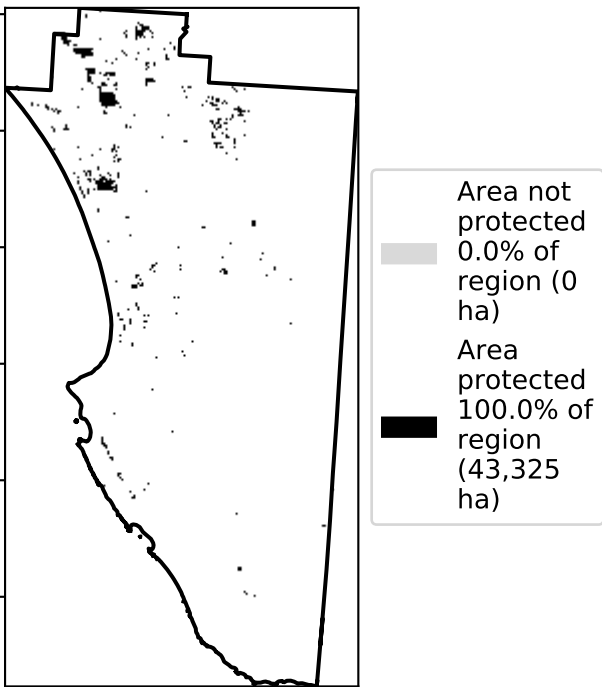 Area not
protected
0.0% of
region (0
ha)
Area
protected
100.0% of
region
(43,325
ha)